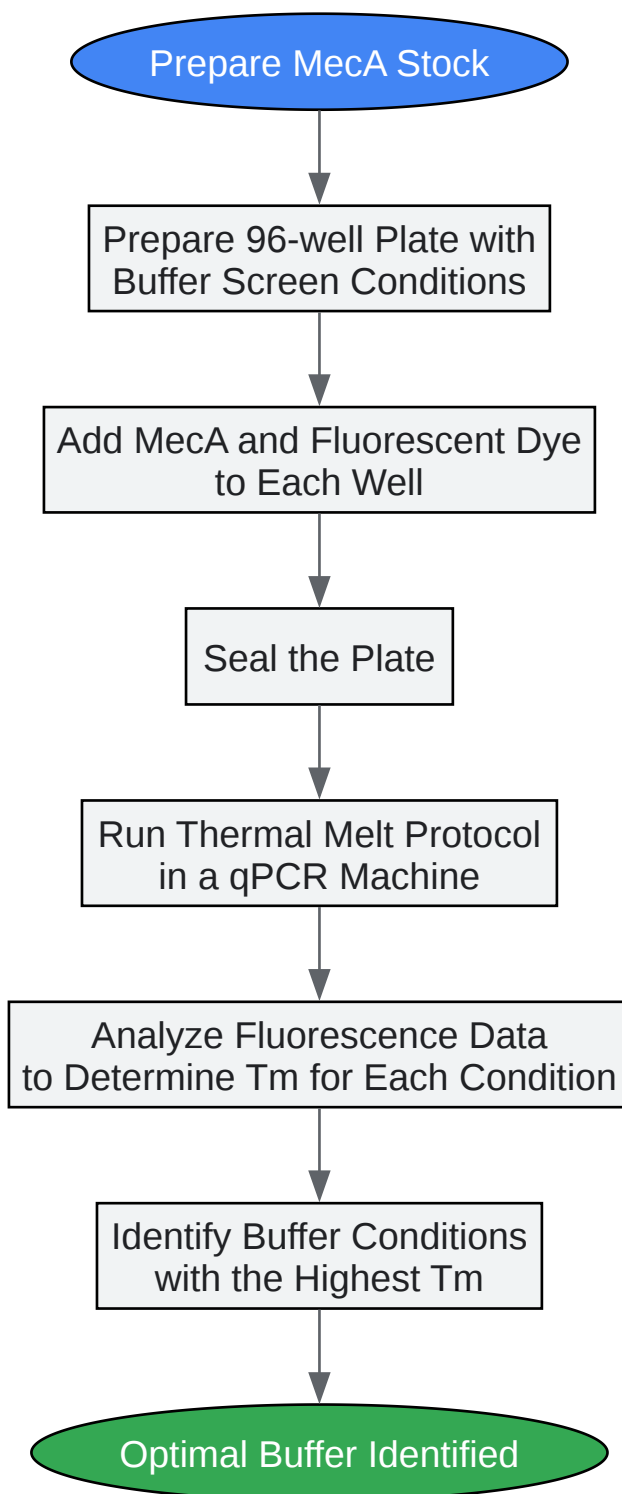 Prepare MecA Stock
Prepare 96-well Plate with
Buffer Screen Conditions
Add MecA and Fluorescent Dye
to Each Well
Seal the Plate
Run Thermal Melt Protocol
in a qPCR Machine
Analyze Fluorescence Data
to Determine Tm for Each Condition
Identify Buffer Conditions
with the Highest Tm
Optimal Buffer Identified